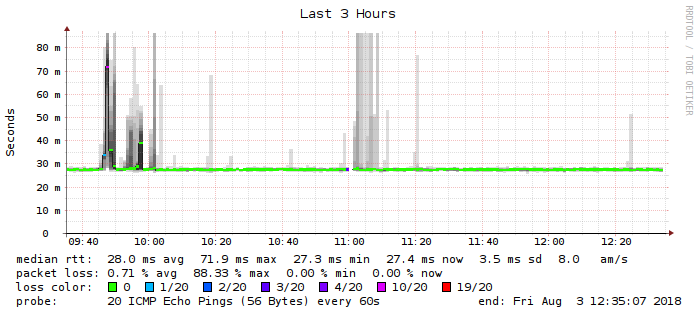 Last 3 Hours
RRDTOOL / TOBI OETIKER
Seconds
80 m
70 m
60 m
50 m
40 m
30 m
20 m
10 m
0
09:40 10:00 10:20 10:40 11:00 11:20 11:40 12:00 12:20
median rtt: 28.0 ms avg 71.9 ms max 27.3 ms min 27.4 ms now 3.5 ms sd 8.0 am/s
packet loss: 0.71 % avg 88.33 % max 0.00 % min 0.00 % now
loss color: 0 1/20 2/20 3/20 4/20 10/20 19/20
probe: 20 ICMP Echo Pings (56 Bytes) every 60s end: Fri Aug 3 12:35:07 2018